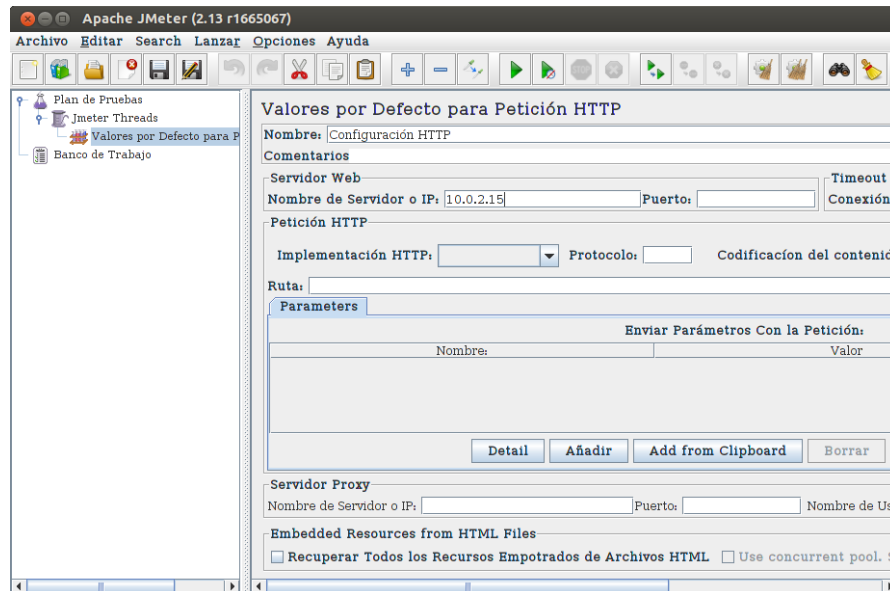 Apache JMeter (2.13 r1665067)
Archivo Editar Search Lanzar Opciones Ayuda
STOP
Plan de Pruebas
Jmeter Threads
Valores por Defecto para P
Banco de Trabajo
Valores por Defecto para Petición HTTP
Nombre: Configuración HTTP
Comentarios
Servidor Web
Timeout
Nombre de Servidor o IP: 10.0.2.15 Puerto: Conexión
Petición HTTP
Implementación HTTP: Protocolo: Codificacíon del contenid
Ruta:
Parameters
Enviar Parámetros Con la Petición:
Nombre: Valor
Detail Añadir Add from Clipboard Borrar
Servidor Proxy
Nombre de Servidor o IP: Puerto: Nombre de Us
Embedded Resources from HTML Files
Recuperar Todos los Recursos Empotrados de Archivos HTML Use concurrent pool.